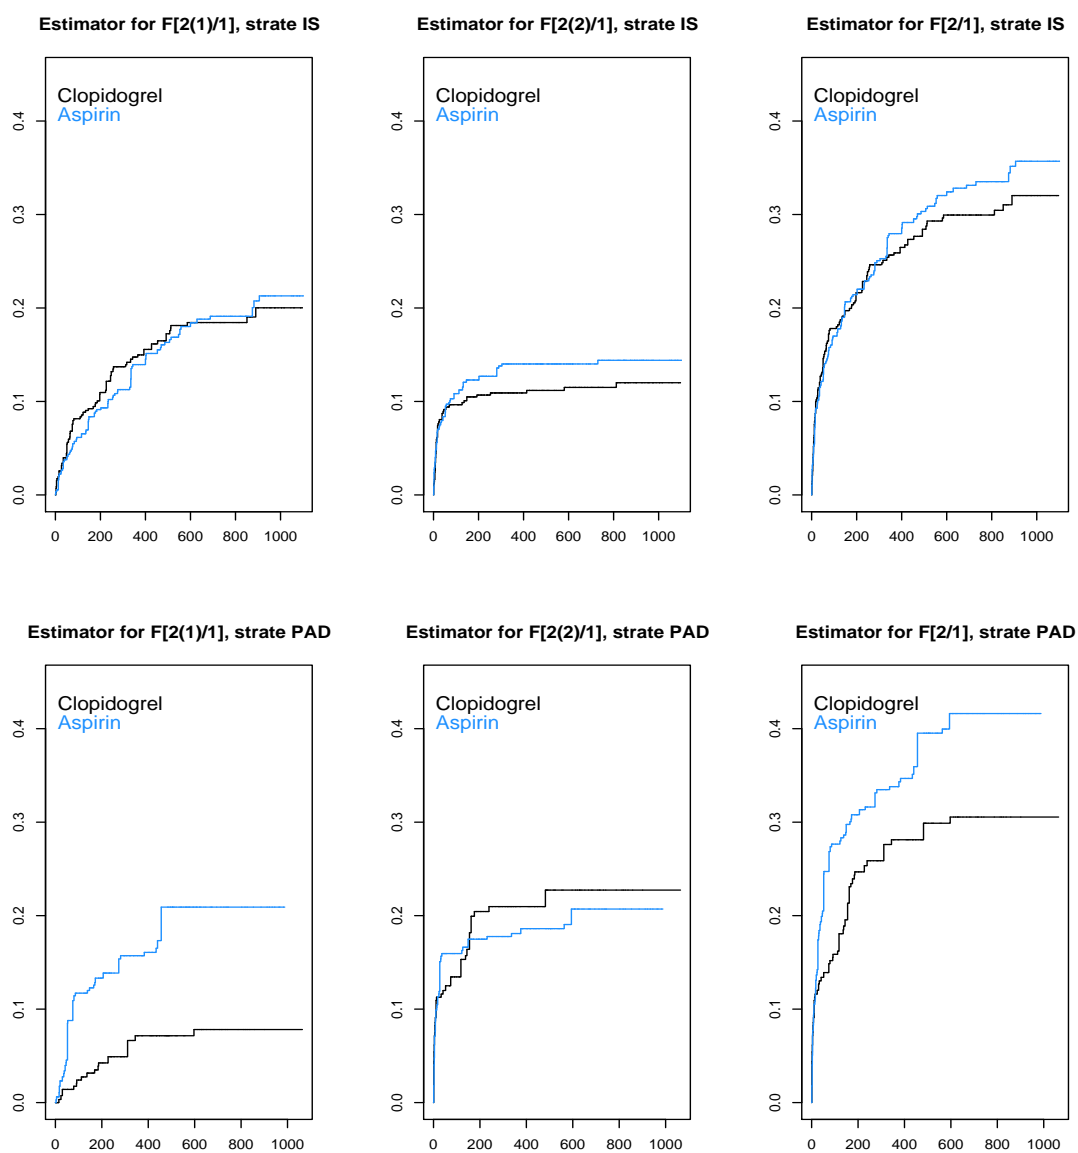 Estimator for F[2(1)/1], strate IS
Clopidogrel
Aspirin
0.4
0.3
0.2
0.1
0.0
0 200 400 600 800 1000
Estimator for F[2(2)/1], strate IS
Clopidogrel
Aspirin
0.4
0.3
0.2
0.1
0.0
0 200 400 600 800 1000
Estimator for F[2/1], strate IS
Clopidogrel
Aspirin
0.4
0.3
0.2
0.1
0.0
0 200 400 600 800 1000
Estimator for F[2(1)/1], strate PAD
Clopidogrel
Aspirin
0.4
0.3
0.2
0.1
0.0
0 200 400 600 800 1000
Estimator for F[2(2)/1], strate PAD
Clopidogrel
Aspirin
0.4
0.3
0.2
0.1
0.0
0 200 400 600 800 1000
Estimator for F[2/1], strate PAD
Clopidogrel
Aspirin
0.4
0.3
0.2
0.1
0.0
0 200 400 600 800 1000